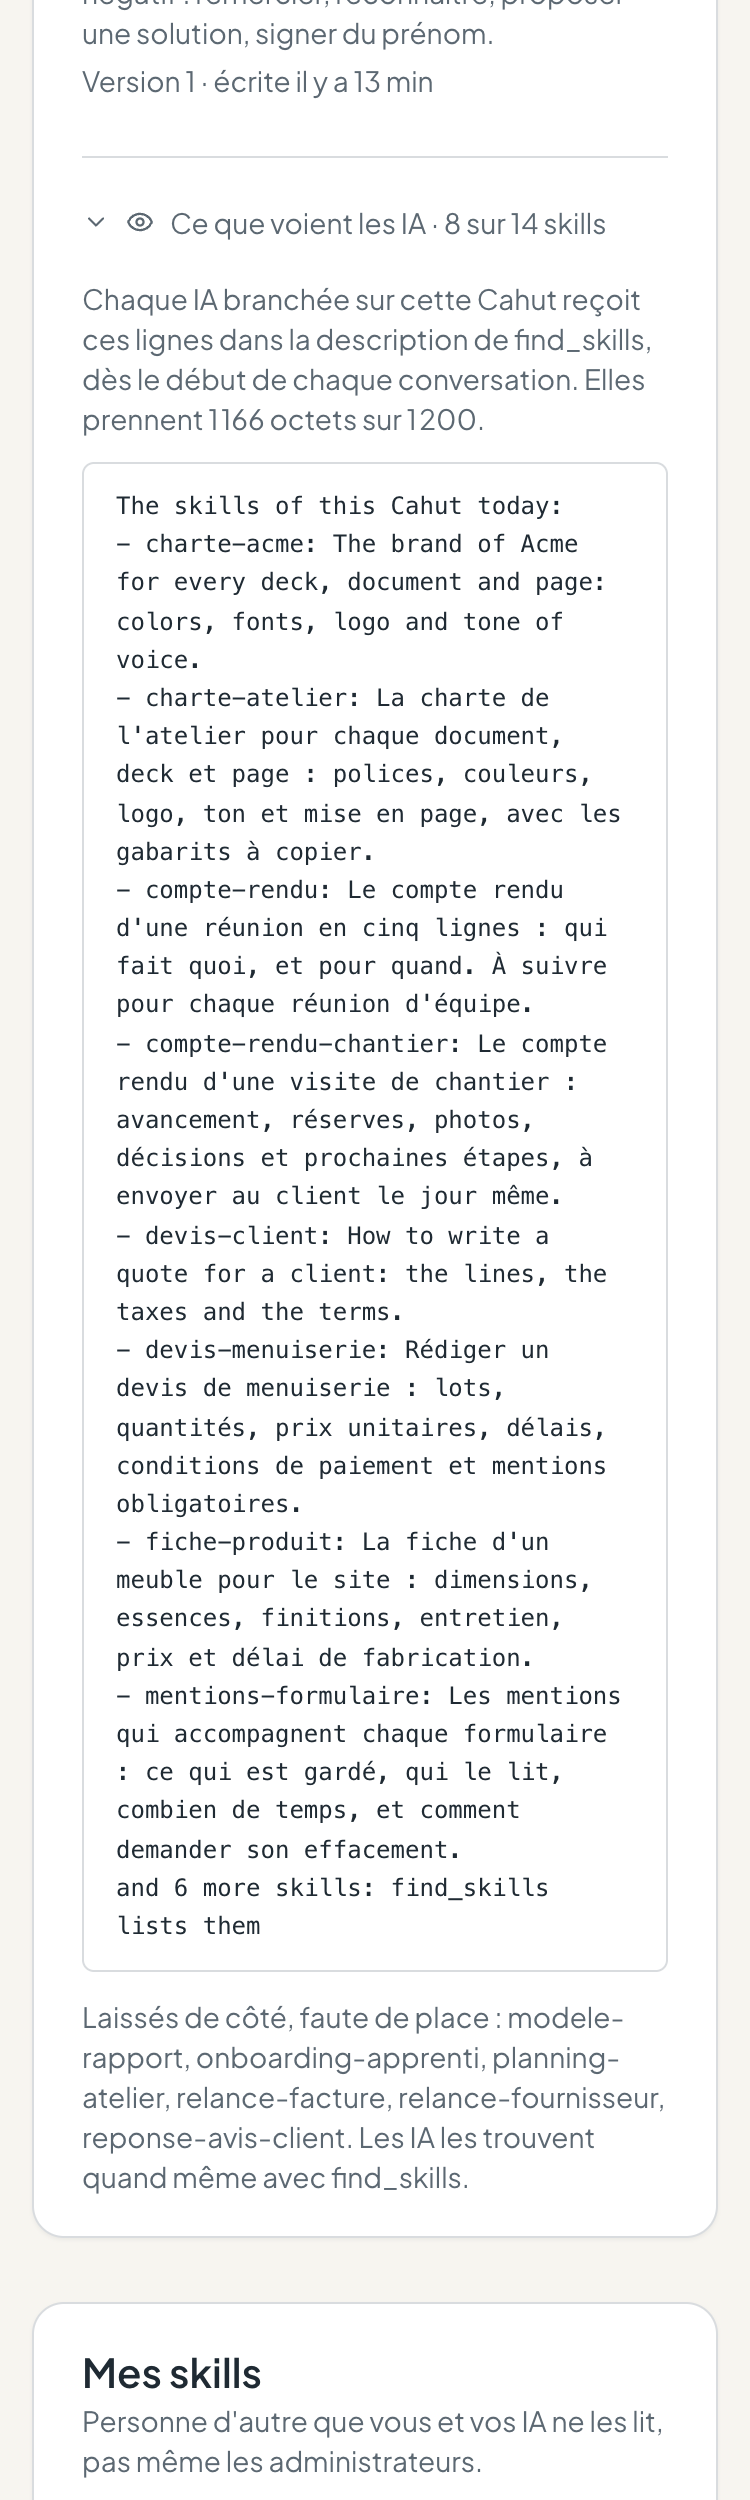 négatif : remercier, reconnaître, proposer
une solution, signer du prénom.
Version 1 · écrite il y a 13 min
Ce que voient les IA · 8 sur 14 skills
Chaque IA branchée sur cette Cahut reçoit
ces lignes dans la description de find_skills,
dès le début de chaque conversation. Elles
prennent 1166 octets sur 1200.
The skills of this Cahut today:
– charte-acme: The brand of Acme
for every deck, document and page:
colors, fonts, logo and tone of
voice.
– charte-atelier: La charte de
l'atelier pour chaque document,
deck et page : polices, couleurs,
logo, ton et mise en page, avec les
gabarits à copier.
– compte-rendu: Le compte rendu
d'une réunion en cinq lignes : qui
fait quoi, et pour quand. À suivre
pour chaque réunion d'équipe.
– compte-rendu-chantier: Le compte
rendu d'une visite de chantier :
avancement, réserves, photos,
décisions et prochaines étapes, à
envoyer au client le jour même.
– devis-client: How to write a
quote for a client: the lines, the
taxes and the terms.
– devis-menuiserie: Rédiger un
devis de menuiserie : lots,
quantités, prix unitaires, délais,
conditions de paiement et mentions
obligatoires.
– fiche-produit: La fiche d'un
meuble pour le site : dimensions,
essences, finitions, entretien,
prix et délai de fabrication.
– mentions-formulaire: Les mentions
qui accompagnent chaque formulaire
: ce qui est gardé, qui le lit,
combien de temps, et comment
demander son effacement.
and 6 more skills: find_skills
lists them
Laissés de côté, faute de place : modele-
rapport, onboarding-apprenti, planning-
atelier, relance-facture, relance-fournisseur,
reponse-avis-client. Les IA les trouvent
quand même avec find_skills.
Mes skills
Personne d'autre que vous et vos IA ne les lit,
pas même les administrateurs.